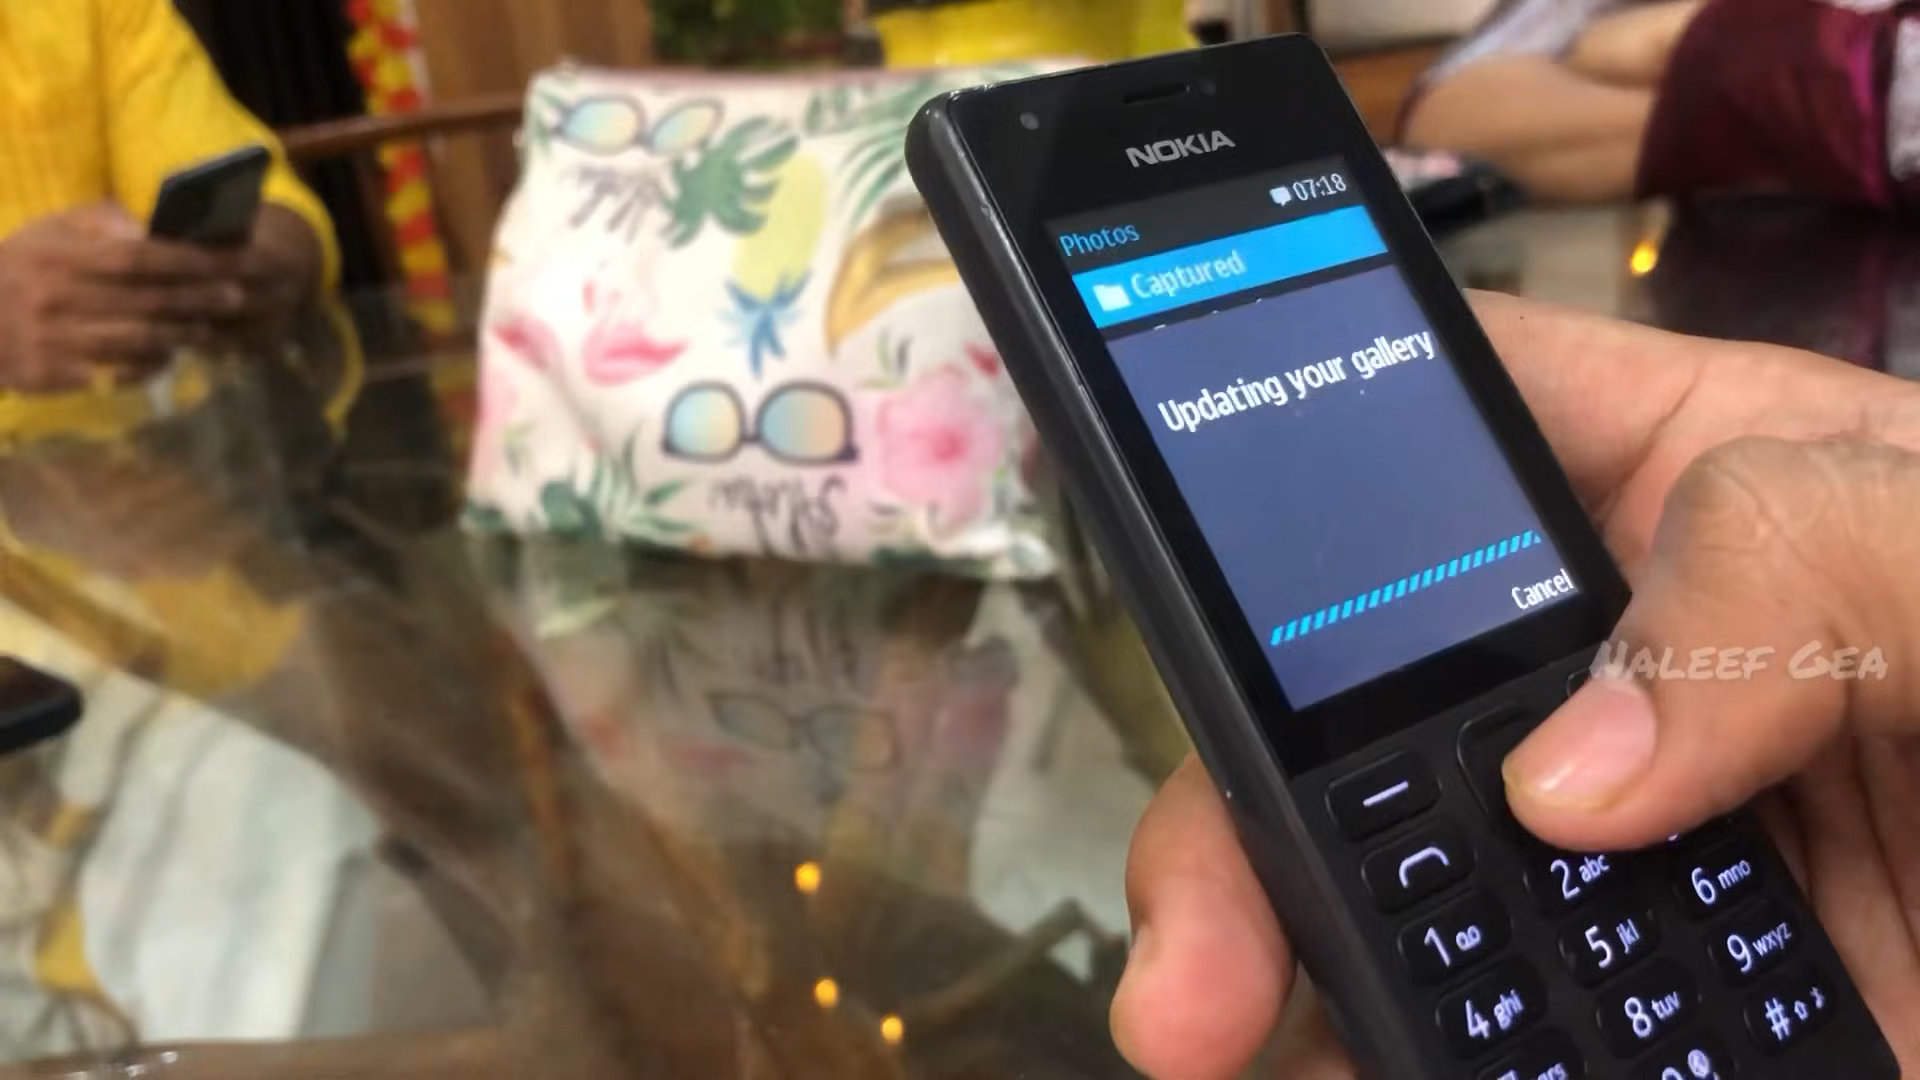 NOKIA
07:18
Photos
Captured
Updating your gallery
Cancel
NALEEF GEA
2 abc
6 mno
1
5 jkl
9 wxyz
4 ghi
8 tuv
#